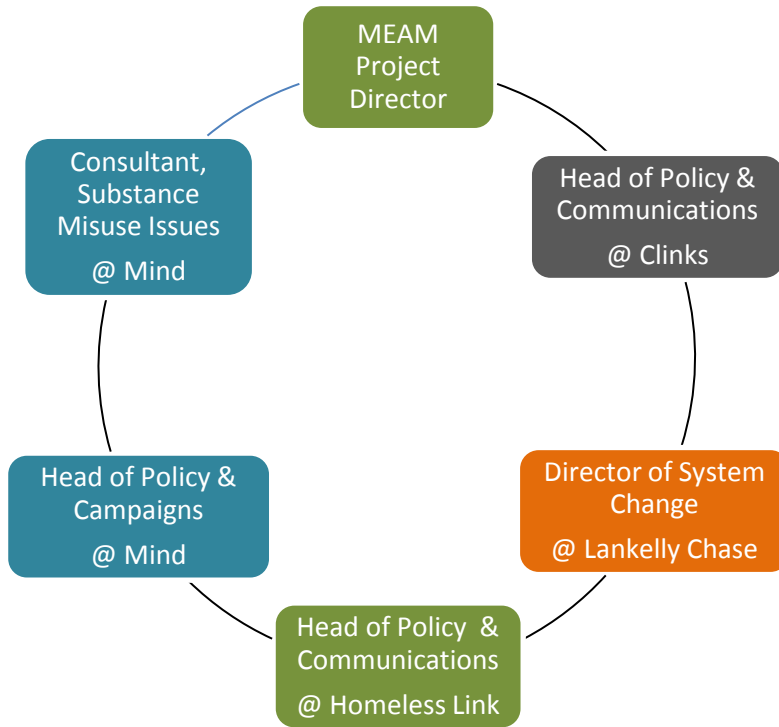 MEAM
Project
Director
Consultant,
Substance
Misuse Issues
@ Mind
Head of Policy &
Communications
@ Clinks
Head of Policy &
Campaigns
@ Mind
Director of System
Change
@ Lankelly Chase
Head of Policy &
Communications
@ Homeless Link